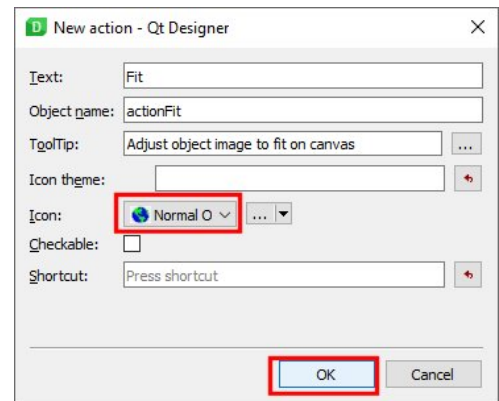 New action - Qt Designer
Text: Fit
Object name: actionFit
ToolTip: Adjust object image to fit on canvas ...
Icon theme:
Icon: Normal O ...
Checkable:
Shortcut: Press shortcut
OK Cancel